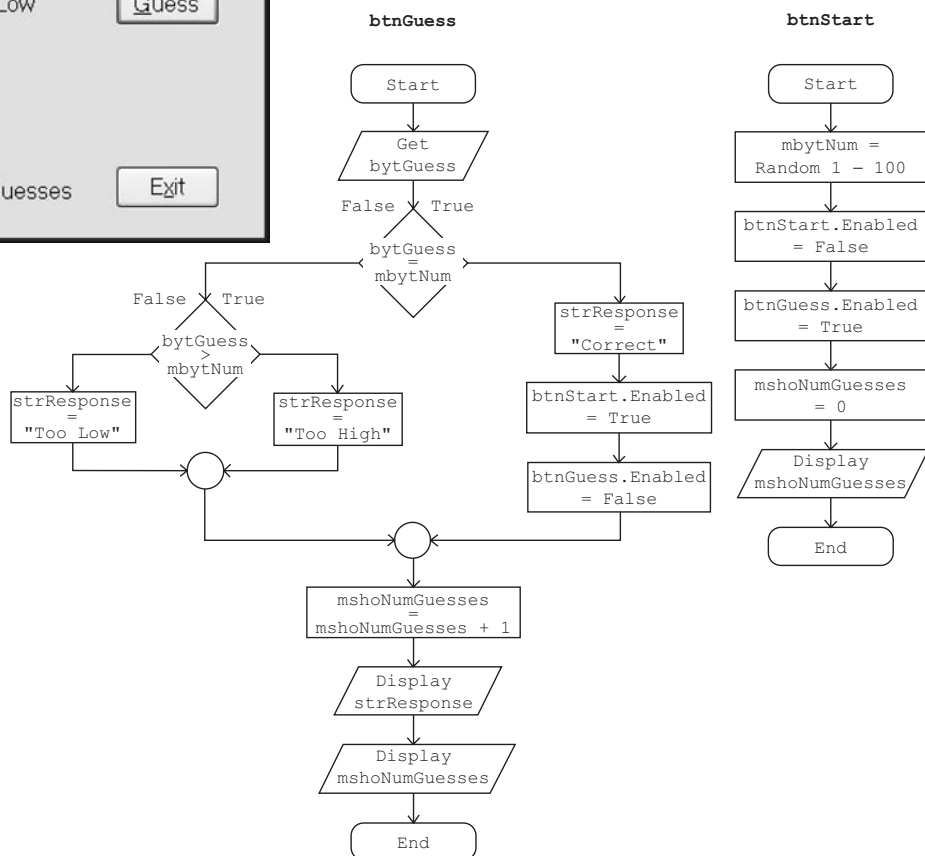 Low
Guess
uesses
Exit
btnGuess
Start
Get
bytGuess
False True
bytGuess
=
mbytNum
False True
bytGuess
>
mbytNum
strResponse
=
"Too Low"
strResponse
=
"Too High"
strResponse
=
"Correct"
btnStart.Enabled
= True
btnGuess.Enabled
= False
mshoNumGuesses
=
mshoNumGuesses + 1
Display
strResponse
Display
mshoNumGuesses
End
btnStart
Start
mbytNum =
Random 1 – 100
btnStart.Enabled
= False
btnGuess.Enabled
= True
mshoNumGuesses
= 0
Display
mshoNumGuesses
End